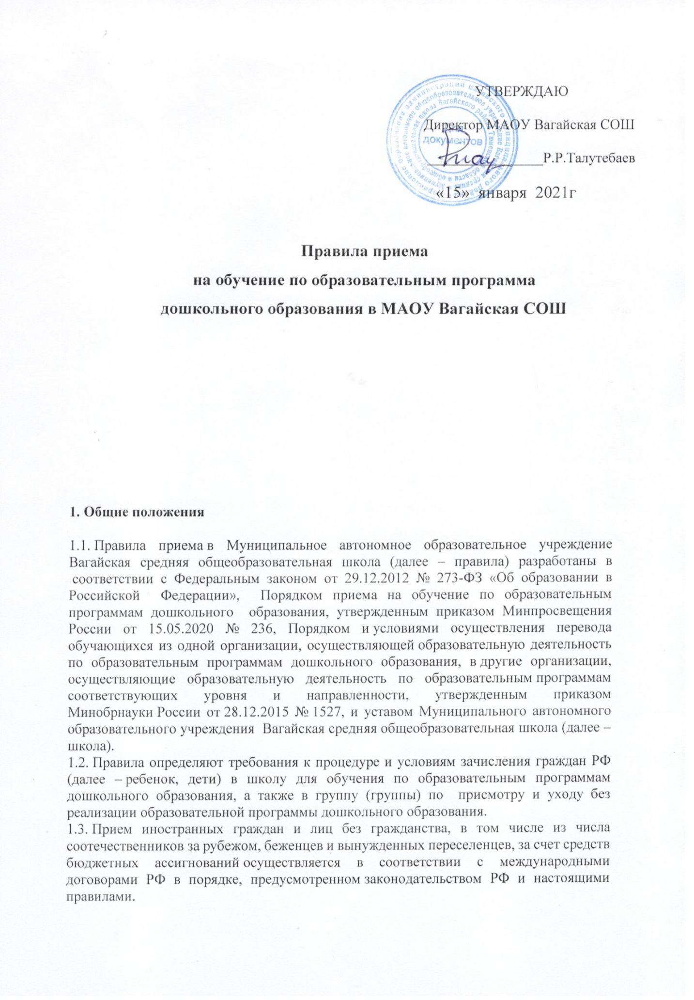 УТВЕРЖДАЮ
Директор МАОУ Вагайская СОШ
Для
документов
Р.Р.Талутебаев
«15» января 2021г
Правила приема
на обучение по образовательным программа
дошкольного образования в МАОУ Вагайская СОШ
1. Общие положения
1.1. Правила приема в Муниципальное автономное образовательное учреждение
Вагайская средняя общеобразовательная школа (далее – правила) разработаны в
соответствии с Федеральным законом от 29.12.2012 № 273-ФЗ «Об образовании в
Российской Федерации», Порядком приема на обучение по образовательным
программам дошкольного образования, утвержденным приказом Минпросвещения
России от 15.05.2020 № 236, Порядком и условиями осуществления перевода
обучающихся из одной организации, осуществляющей образовательную деятельность
по образовательным программам дошкольного образования, в другие организации,
осуществляющие образовательную деятельность по образовательным программам
соответствующих уровня и направленности, утвержденным приказом
Минобрнауки России от 28.12.2015 № 1527, и уставом Муниципального автономного
образовательного учреждения Вагайская средняя общеобразовательная школа (далее –
школа).
1.2. Правила определяют требования к процедуре и условиям зачисления граждан РФ
(далее – ребенок, дети) в школу для обучения по образовательным программам
дошкольного образования, а также в группу (группы) по присмотру и уходу без
реализации образовательной программы дошкольного образования.
1.3. Прием иностранных граждан и лиц без гражданства, в том числе из числа
соотечественников за рубежом, беженцев и вынужденных переселенцев, за счет средств
бюджетных ассигнований осуществляется в соответствии с международными
договорами РФ в порядке, предусмотренном законодательством РФ и настоящими
правилами.